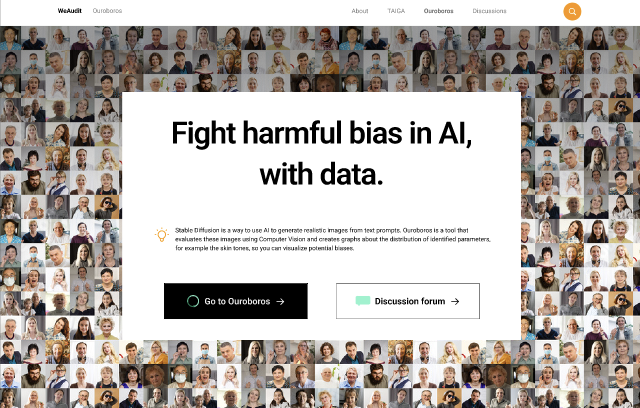 WeAudit Ouroboros About TAIGA Ouroboros Discussions
Fight harmful bias in AI,
with data.
Stable Diffusion is a way to use AI to generate realistic images from text prompts. Ouroboros is a tool that
evaluates these images using Computer Vision and creates graphs about the distribution of identified parameters,
for example the skin tones, so you can visualize potential biases.
Go to Ouroboros →
Discussion forum →